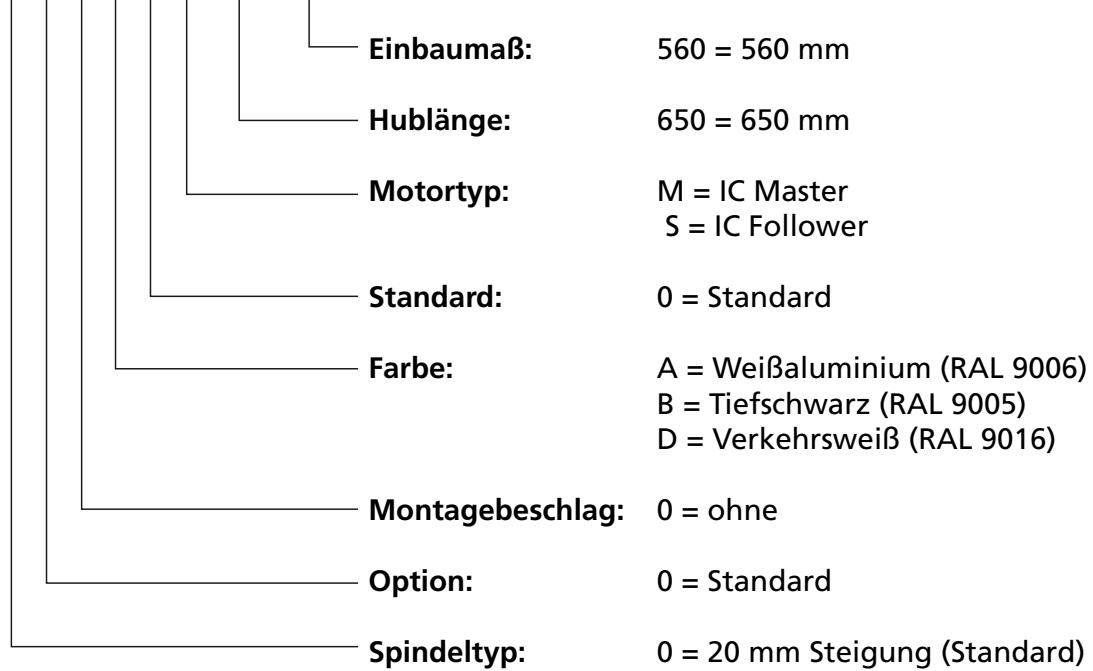 Einbaumaß: 560 = 560 mm
Hublänge: 650 = 650 mm
Motortyp: M = IC Master
S = IC Follower
Standard: 0 = Standard
Farbe: A = Weißaluminium (RAL 9006)
B = Tiefschwarz (RAL 9005)
D = Verkehrsweiß (RAL 9016)
Montagebeschlag: 0 = ohne
Option: 0 = Standard
Spindeltyp: 0 = 20 mm Steigung (Standard)